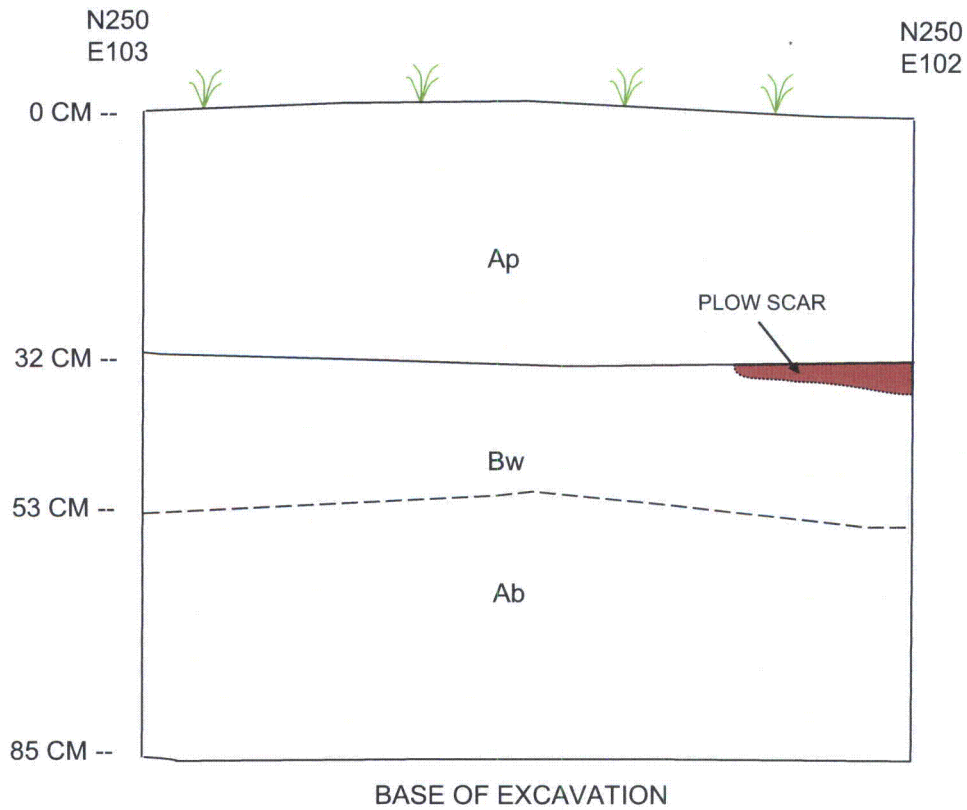 N250
E103
N250
E102
0 CM --
Ap
PLOW SCAR
32 CM --
Bw
53 CM --
Ab
85 CM --
BASE OF EXCAVATION